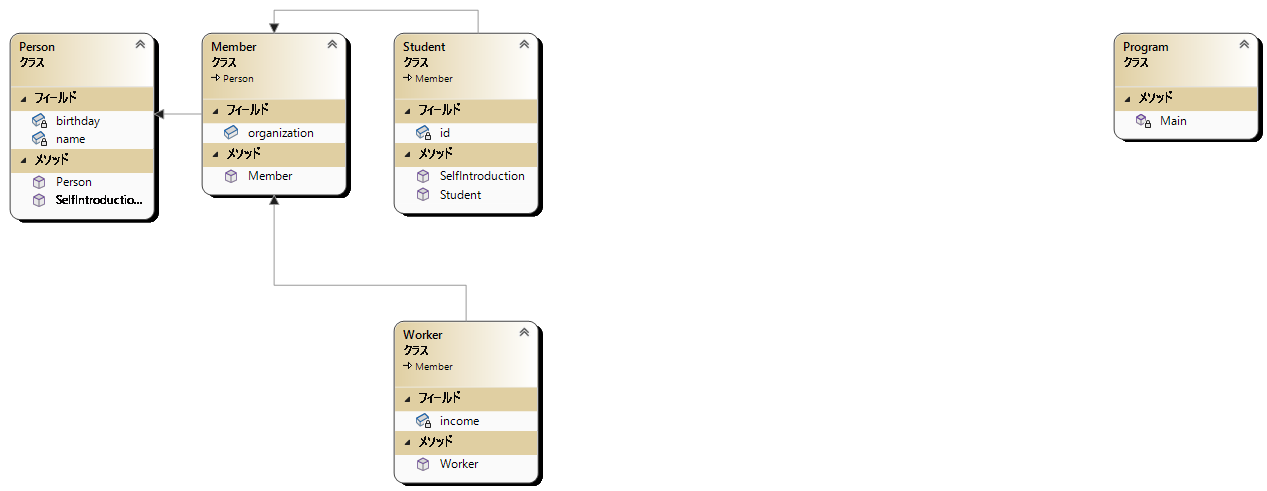 Person
クラス
フィールド
birthday
name
メソッド
Person
SelfIntroductio...
Member
クラス
Person
フィールド
organization
メソッド
Member
Student
クラス
Member
フィールド
id
メソッド
SelfIntroduction
Student
Program
クラス
メソッド
Main
Worker
クラス
Member
フィールド
income
メソッド
Worker